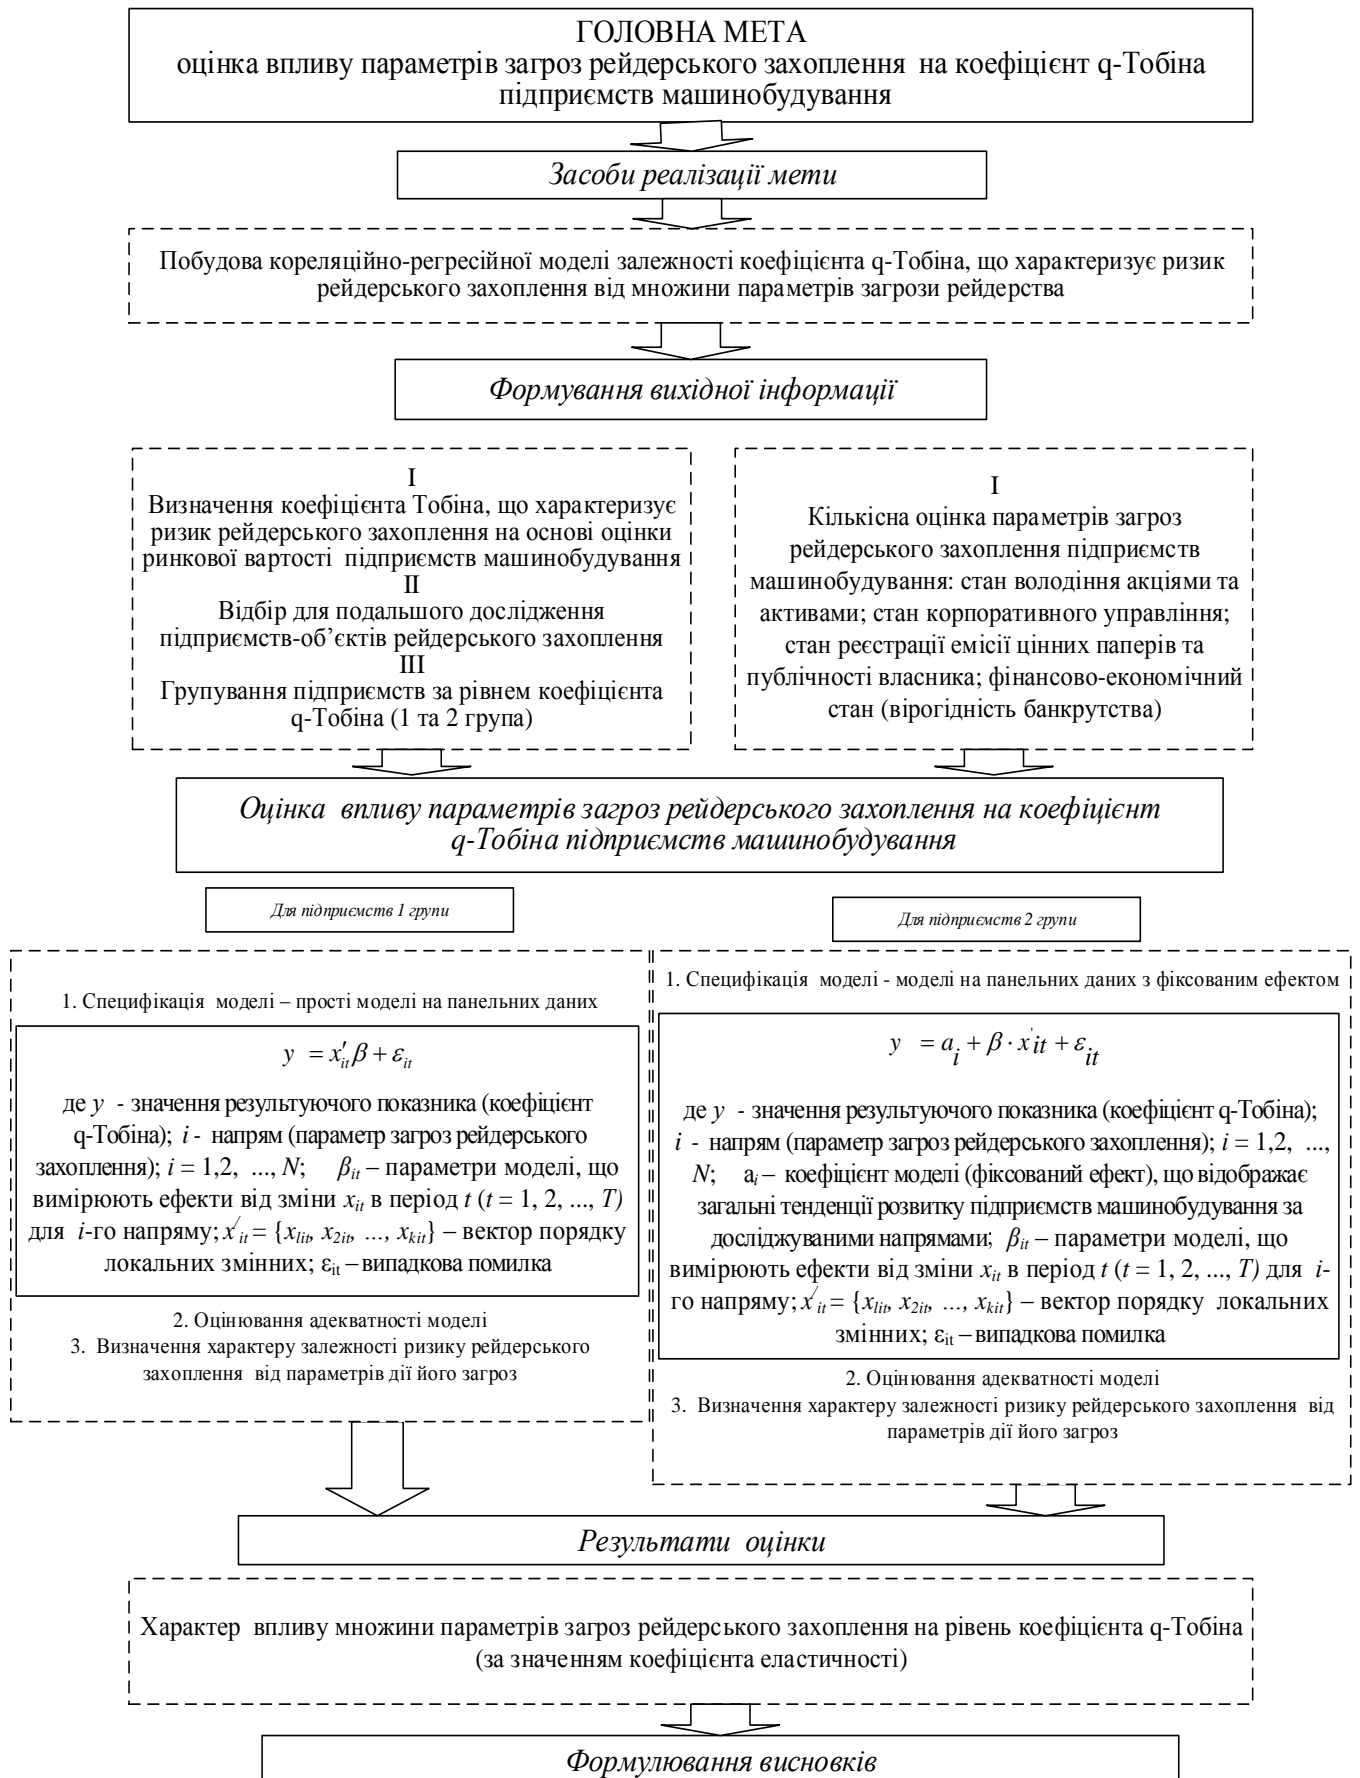 ГОЛОВНА МЕТА
оцінка впливу параметрів загроз рейдерського захоплення на коефіцієнт q-Тобіна
підприємств машинобудування
Засоби реалізації мети
Побудова кореляційно-регресійної моделі залежності коефіцієнта q-Тобіна, що характеризує ризик
рейдерського захоплення від множини параметрів загрози рейдерства
Формування вихідної інформації
I
Визначення коефіцієнта Тобіна, що характеризує
ризик рейдерського захоплення на основі оцінки
ринкової вартості підприємств машинобудування
II
Відбір для подальшого дослідження
підприємств-об’єктів рейдерського захоплення
III
Групування підприємств за рівнем коефіцієнта
q-Тобіна (1 та 2 група)
I
Кількісна оцінка параметрів загроз
рейдерського захоплення підприємств
машинобудування: стан володіння акціями та
активами; стан корпоративного управління;
стан реєстрації емісії цінних паперів та
публічності власника; фінансово-економічний
стан (вірогідність банкрутства)
Оцінка впливу параметрів загроз рейдерського захоплення на коефіцієнт
q-Тобіна підприємств машинобудування
Для підприємств 1 групи
1. Специфікація моделі – прості моделі на панельних даних
y = x′it β + εit
де y - значення результуючого показника (коефіцієнт
q-Тобіна); i - напрям (параметр загроз рейдерського
захоплення); i = 1,2, ..., N; βit – параметри моделі, що
вимірюють ефекти від зміни xit в період t (t = 1, 2, ..., T)
для i-го напряму; x/it = {xlit, x2it, ..., xkit} – вектор порядку
локальних змінних; εit – випадкова помилка
2. Оцінювання адекватності моделі
3. Визначення характеру залежності ризику рейдерського
захоплення від параметрів дії його загроз
Для підприємств 2 групи
1. Специфікація моделі - моделі на панельних даних з фіксованим ефектом
y = ai + β · x'it + εit
де y - значення результуючого показника (коефіцієнт q-Тобіна);
i - напрям (параметр загроз рейдерського захоплення); i = 1,2, ...,
N; ai – коефіцієнт моделі (фіксований ефект), що відображає
загальні тенденції розвитку підприємств машинобудування за
досліджуваними напрямами; βit – параметри моделі, що
вимірюють ефекти від зміни xit в період t (t = 1, 2, ..., T) для i-
го напряму; x/it = {xlit, x2it, ..., xkit} – вектор порядку локальних
змінних; εit – випадкова помилка
2. Оцінювання адекватності моделі
3. Визначення характеру залежності ризику рейдерського захоплення від
параметрів дії його загроз
Результати оцінки
Характер впливу множини параметрів загроз рейдерського захоплення на рівень коефіцієнта q-Тобіна
(за значенням коефіцієнта еластичності)
Формулювання висновків